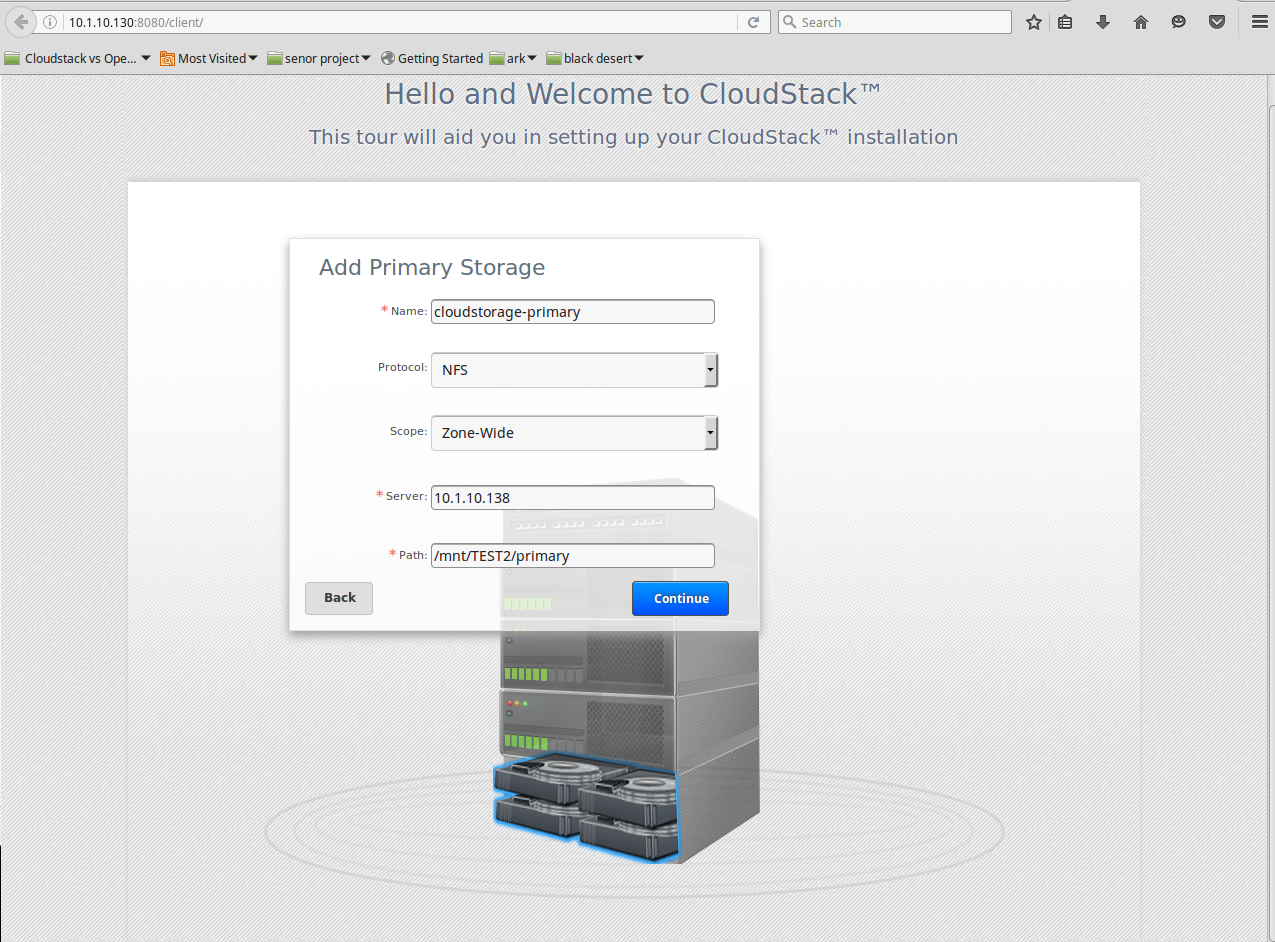 10.1.10.130:8080/client/
Search
Cloudstack vs Ope... Most Visited senor project Getting Started ark black desert
Hello and Welcome to CloudStack™
This tour will aid you in setting up your CloudStack™ installation
Add Primary Storage
* Name: cloudstorage-primary
Protocol: NFS
Scope: Zone-Wide
* Server: 10.1.10.138
* Path: /mnt/TEST2/primary
Back Continue